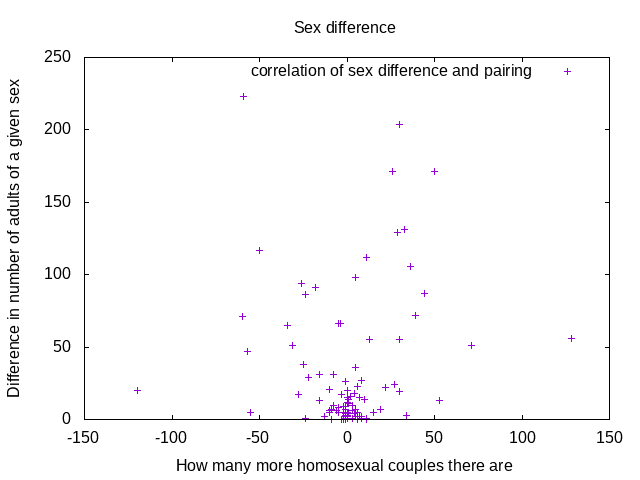 Sex difference
250
correlation of sex difference and pairing
200
150
100
50
0
Difference in number of adults of a given sex
-150 -100 -50 0 50 100 150
How many more homosexual couples there are